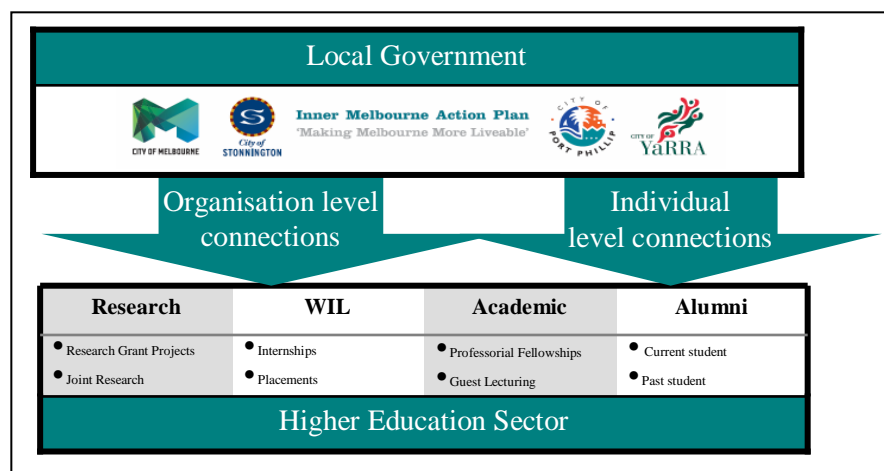 Local Government
CITY OF MELBOURNE
City of
STONNINGTON
Inner Melbourne Action Plan
'Making Melbourne More Liveable'
CITY OF
PORT PHILLIP
CITY OF
YaRRA
Organisation level
connections
Individual
level connections
Research
WIL
Academic
Alumni
● Research Grant Projects
● Internships
● Professorial Fellowships
● Current student
● Joint Research
● Placements
● Guest Lecturing
● Past student
Higher Education Sector